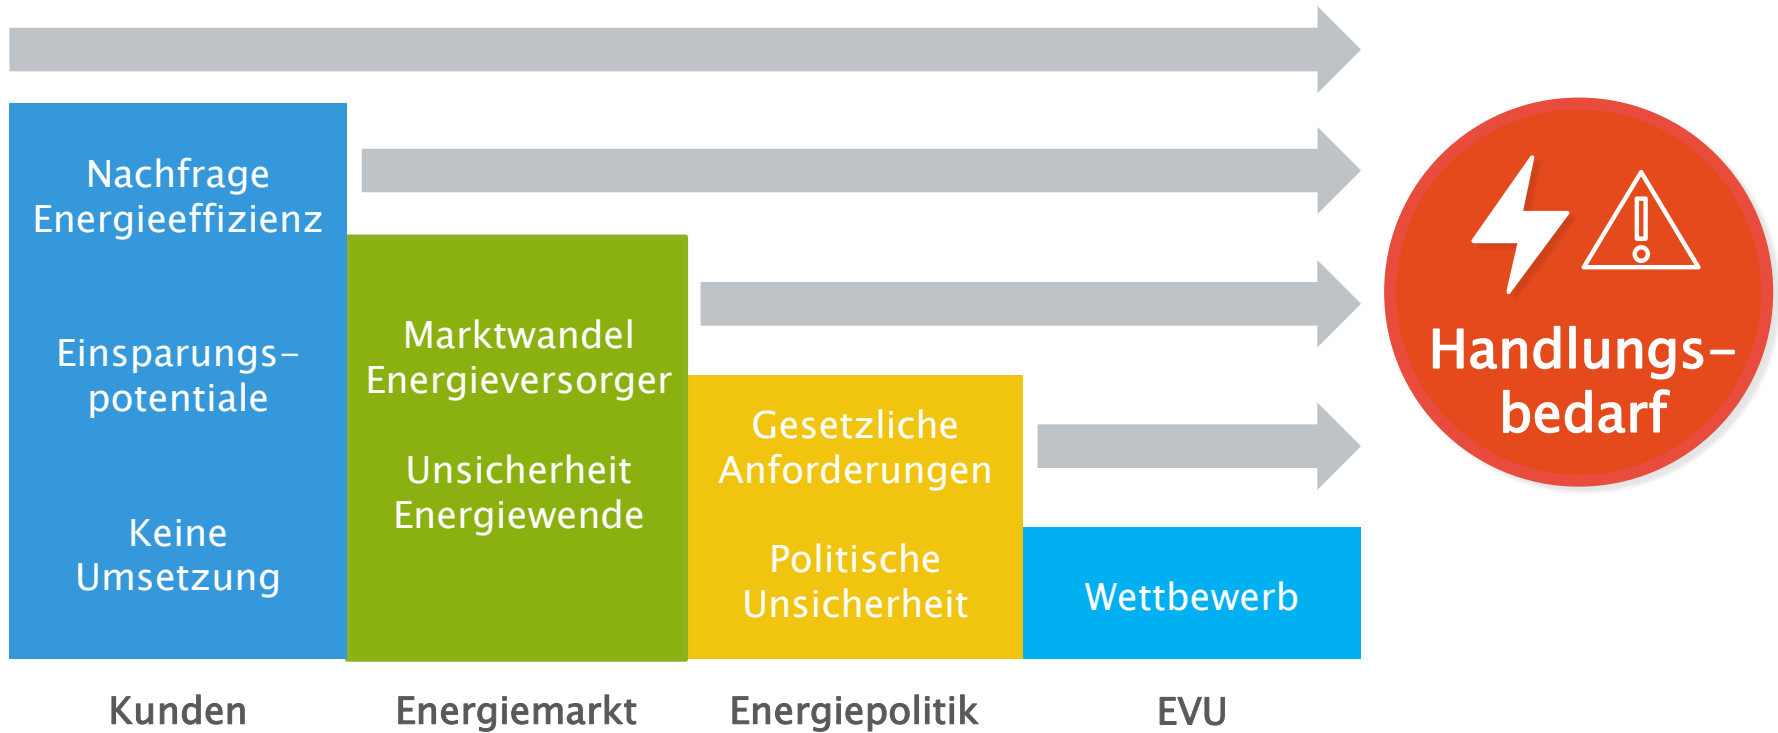 Nachfrage
Energieeffizienz
Einsparungs-
potentiale
Keine
Umsetzung
Marktwandel
Energieversorger
Unsicherheit
Energiewende
Gesetzliche
Anforderungen
Politische
Unsicherheit
Wettbewerb
Handlungs-
bedarf
Kunden
Energiemarkt
Energiepolitik
EVU